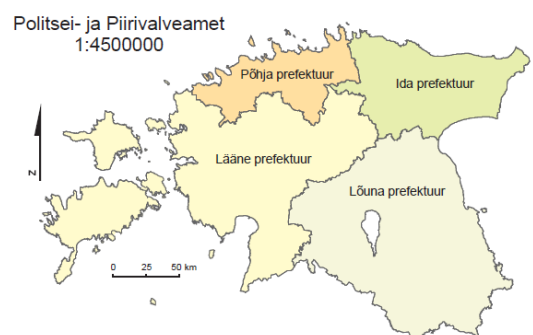 Politsei- ja Piirivalveamet
1:4500000
Põhja prefektuur
Ida prefektuur
Lääne prefektuur
Lõuna prefektuur
N
0 25 50 km